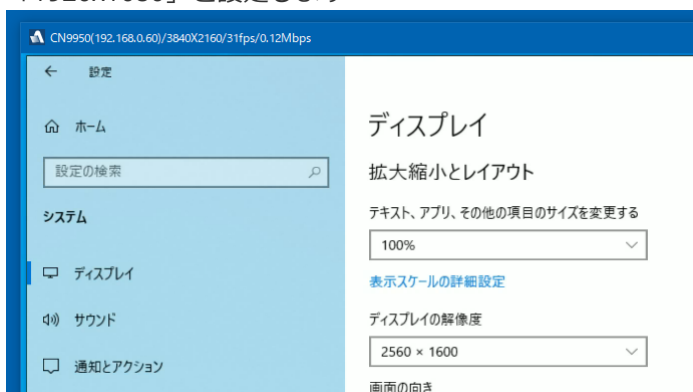 CN9950(192.168.0.60)/3840X2160/31fps/0.12Mbps
設定
ホーム
設定の検索
システム
ディスプレイ
サウンド
通知とアクション
ディスプレイ
拡大縮小とレイアウト
テキスト、アプリ、その他の項目のサイズを変更する
100%
表示スケールの詳細設定
ディスプレイの解像度
2560 × 1600
画面の向き